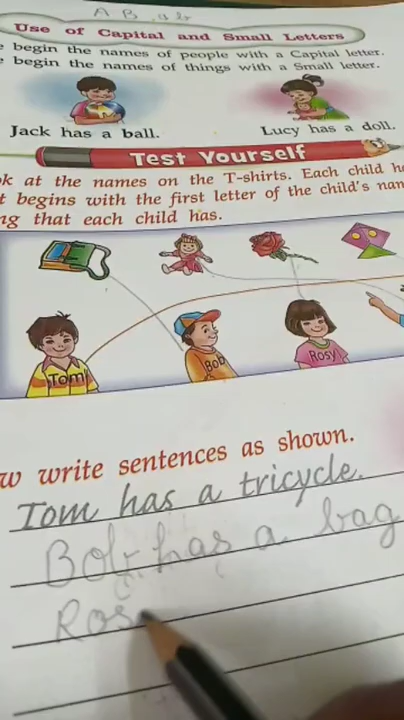 A B a b
Use of Capital and Small Letters
e begin the names of people with a Capital letter.
e begin the names of things with a Small letter.
Jack has a ball.
Lucy has a doll.
Test Yourself
ok at the names on the T-shirts. Each child h
t begins with the first letter of the child's nam
ng that each child has.
Tom
Bob
Rosy
w write sentences as shown.
Tom has a tricycle.
Bob has a bag
Ros